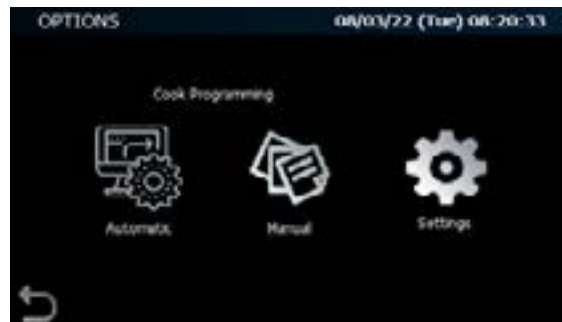 OPTIONS 08/03/22 (Tue) 08:20:33
Cook Programming
Automatic Manual Settings